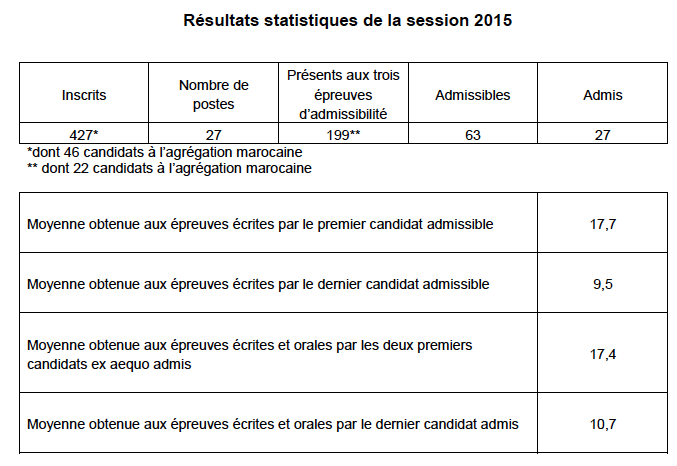 Résultats statistiques de la session 2015
Inscrits
Nombre de
postes
Présents aux trois
épreuves
d'admissibilité
Admissibles
Admis
427*
27
199**
63
27
*dont 46 candidats à l'agrégation marocaine
** dont 22 candidats à l'agrégation marocaine
Moyenne obtenue aux épreuves écrites par le premier candidat admissible
17,7
Moyenne obtenue aux épreuves écrites par le dernier candidat admissible
9,5
Moyenne obtenue aux épreuves écrites et orales par les deux premiers
candidats ex aequo admis
17,4
Moyenne obtenue aux épreuves écrites et orales par le dernier candidat admis
10,7